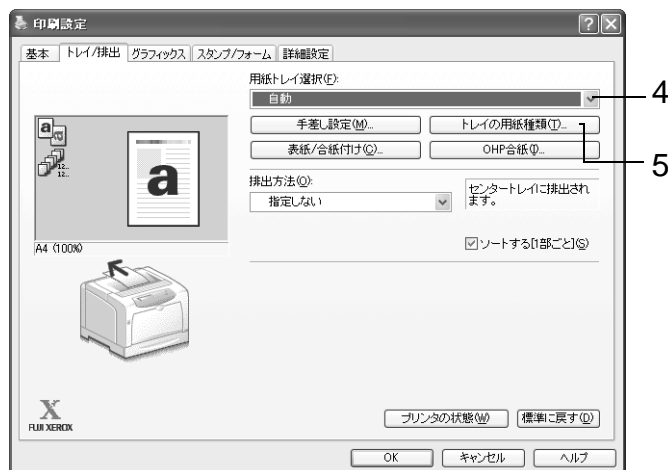 印刷設定
基本 トレイ/排出 グラフィックス スタンプ/フォーム 詳細設定
用紙トレイ選択(F):
自動
4
手差し設定(M)... トレイの用紙種類(T)...
5
表紙/合紙付け(C)... OHP合紙(I)...
排出方法(O):
指定しない
センタートレイに排出されます。
ソートする[1部ごと](S)
a
12..
12..
a
A4 (100%)
X
FUJI XEROX
プリンタの状態(W) 標準に戻す(D)
OK キャンセル ヘルプ